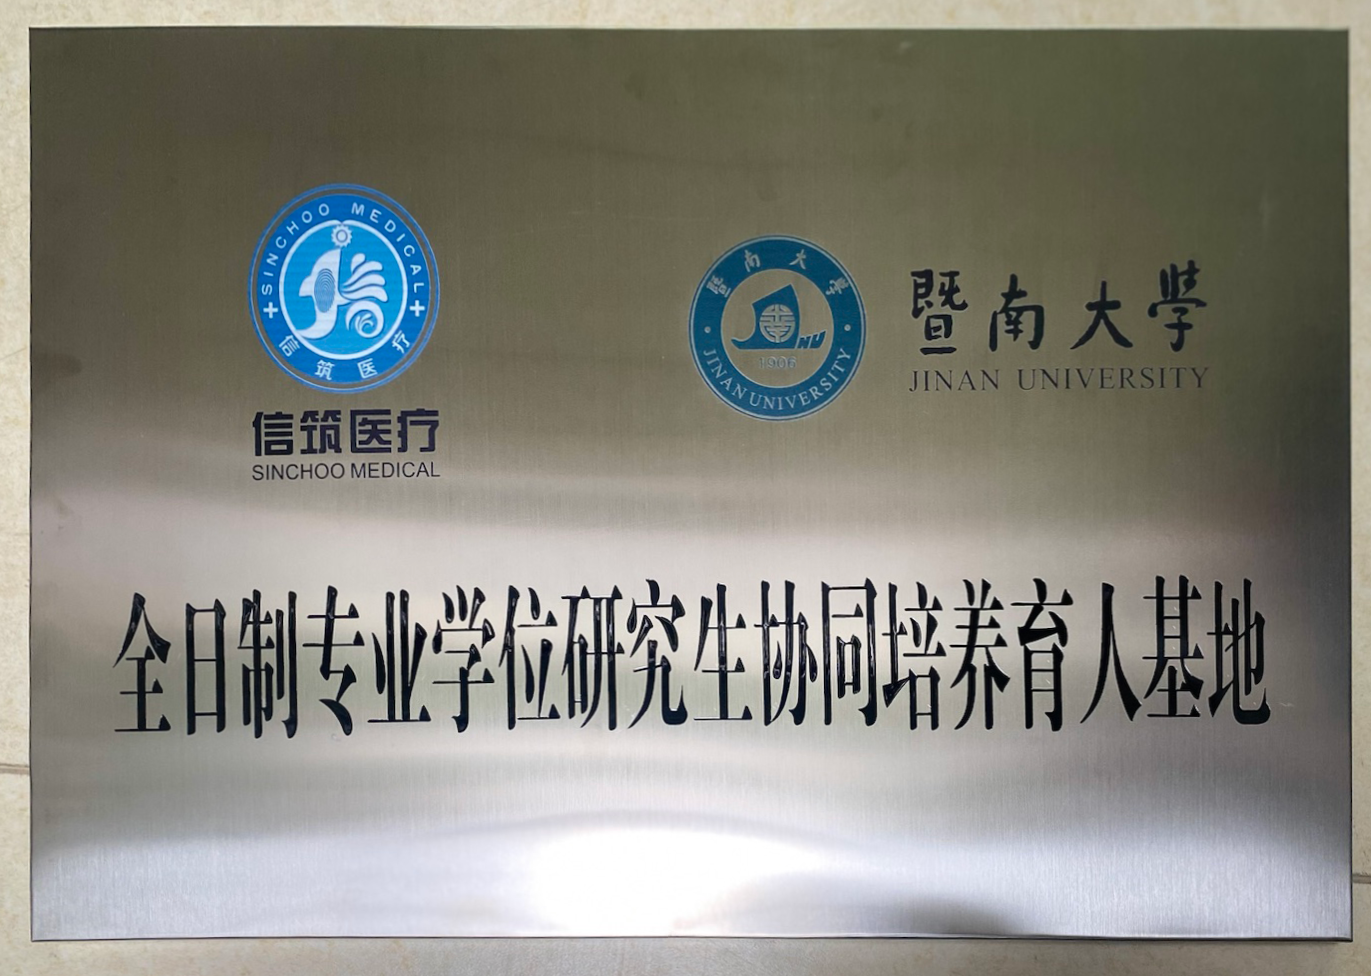 SINCHOO MEDICAL
信筑医疗
信筑医疗
SINCHOO MEDICAL
暨南大學
JNU
1906
JINAN UNIVERSITY
暨南大學
JINAN UNIVERSITY
全日制专业学位研究生协同培养育人基地